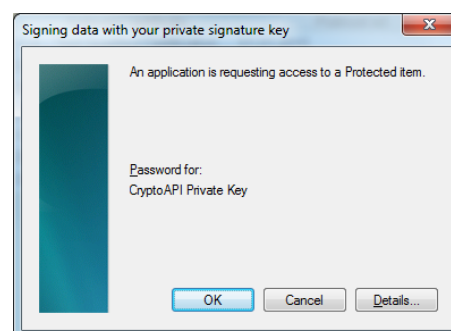 Signing data with your private signature key
An application is requesting access to a Protected item.
Password for:
CryptoAPI Private Key
OK
Cancel
Details...